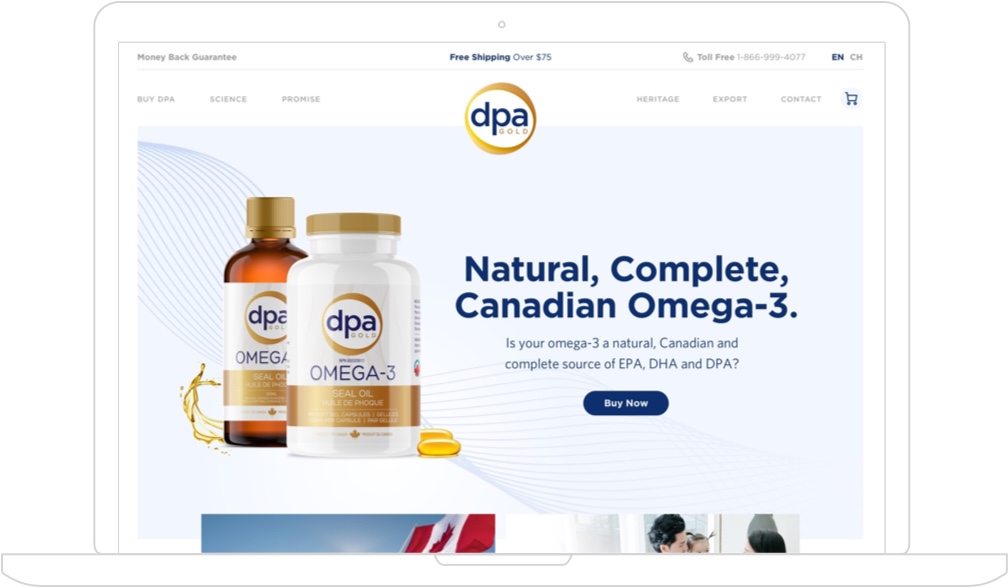 Money Back Guarantee
Free Shipping Over $75
Toll Free 1-866-999-4077
EN CH
BUY DPA
SCIENCE
PROMISE
dpa
GOLD
HERITAGE
EXPORT
CONTACT
Natural, Complete,
Canadian Omega-3.
Is your omega-3 a natural, Canadian and
complete source of EPA, DHA and DPA?
Buy Now
dpa
OMEGA
SEAL OIL
HUILE DE PHOQ
dpa
GOLD
OMEGA-3
SEAL OIL
HUILE DE PHOQUE